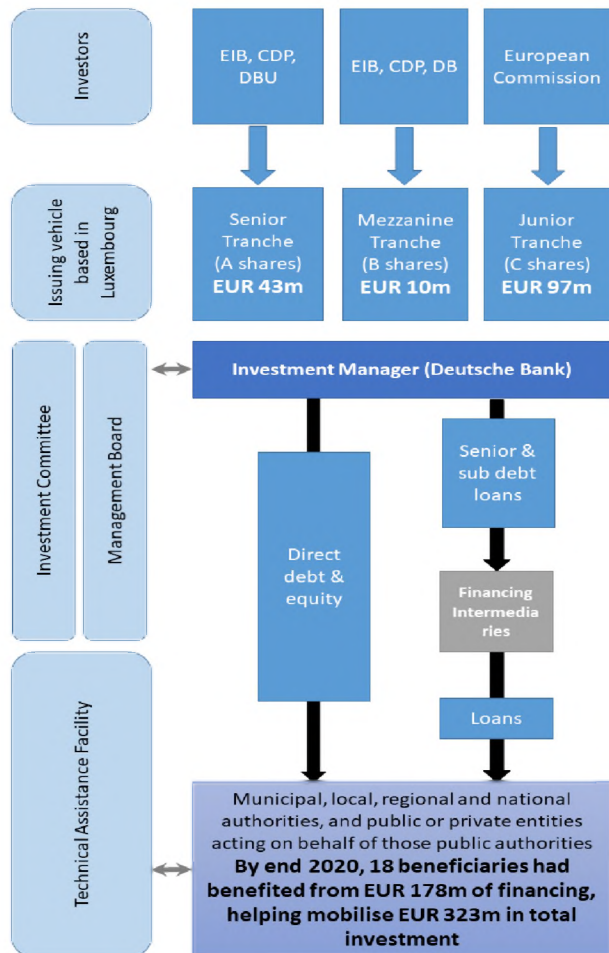 Investors
EIB, CDP,
DBU
EIB, CDP, DB
European
Commission
Issuing vehicle
based in
Luxembourg
Senior
Tranche
(A shares)
EUR 43m
Mezzanine
Tranche
(B shares)
EUR 10m
Junior
Tranche
(C shares)
EUR 97m
Investment Committee
Management Board
Investment Manager (Deutsche Bank)
Direct
debt &
equity
Senior &
sub debt
loans
Financing
Intermedia
ries
Loans
Technical Assistance Facility
Municipal, local, regional and national
authorities, and public or private entities
acting on behalf of those public authorities
By end 2020, 18 beneficiaries had
benefited from EUR 178m of financing,
helping mobilise EUR 323m in total
investment